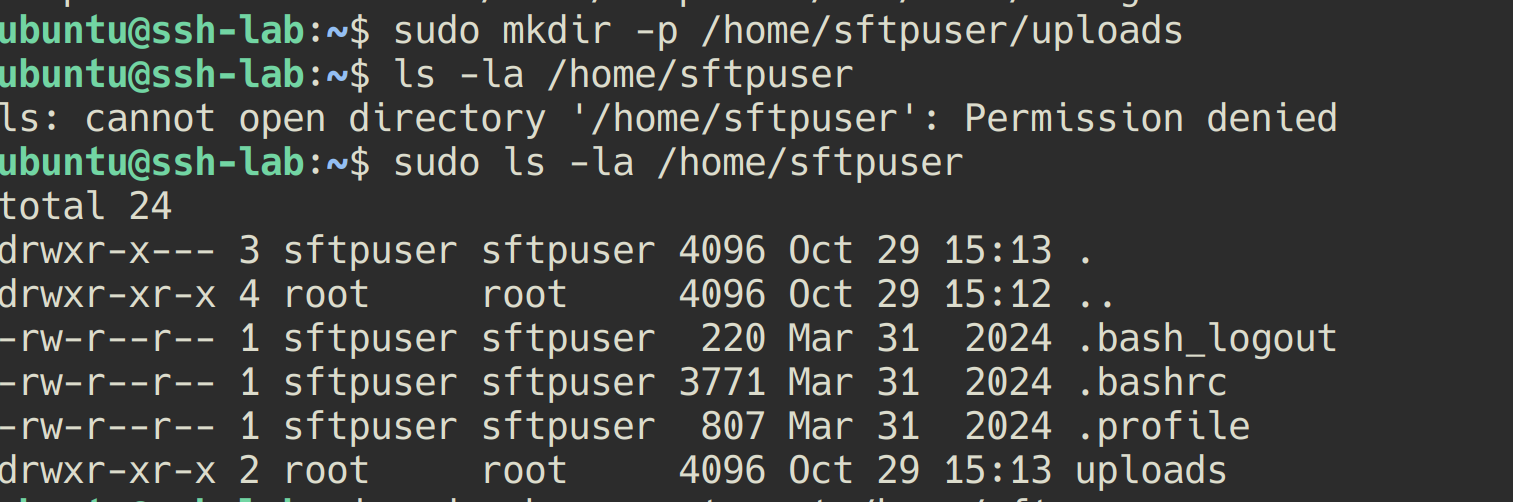 ubuntu@ssh-lab:~$ sudo mkdir -p /home/sftpuser/uploads
ubuntu@ssh-lab:~$ ls -la /home/sftpuser
ls: cannot open directory '/home/sftpuser': Permission denied
ubuntu@ssh-lab:~$ sudo ls -la /home/sftpuser
total 24
drwxr-x--- 3 sftpuser sftpuser 4096 Oct 29 15:13 .
drwxr-xr-x 4 root     root     4096 Oct 29 15:12 ..
-rw-r--r-- 1 sftpuser sftpuser  220 Mar 31  2024 .bash_logout
-rw-r--r-- 1 sftpuser sftpuser 3771 Mar 31  2024 .bashrc
-rw-r--r-- 1 sftpuser sftpuser  807 Mar 31  2024 .profile
drwxr-xr-x 2 root     root     4096 Oct 29 15:13 uploads